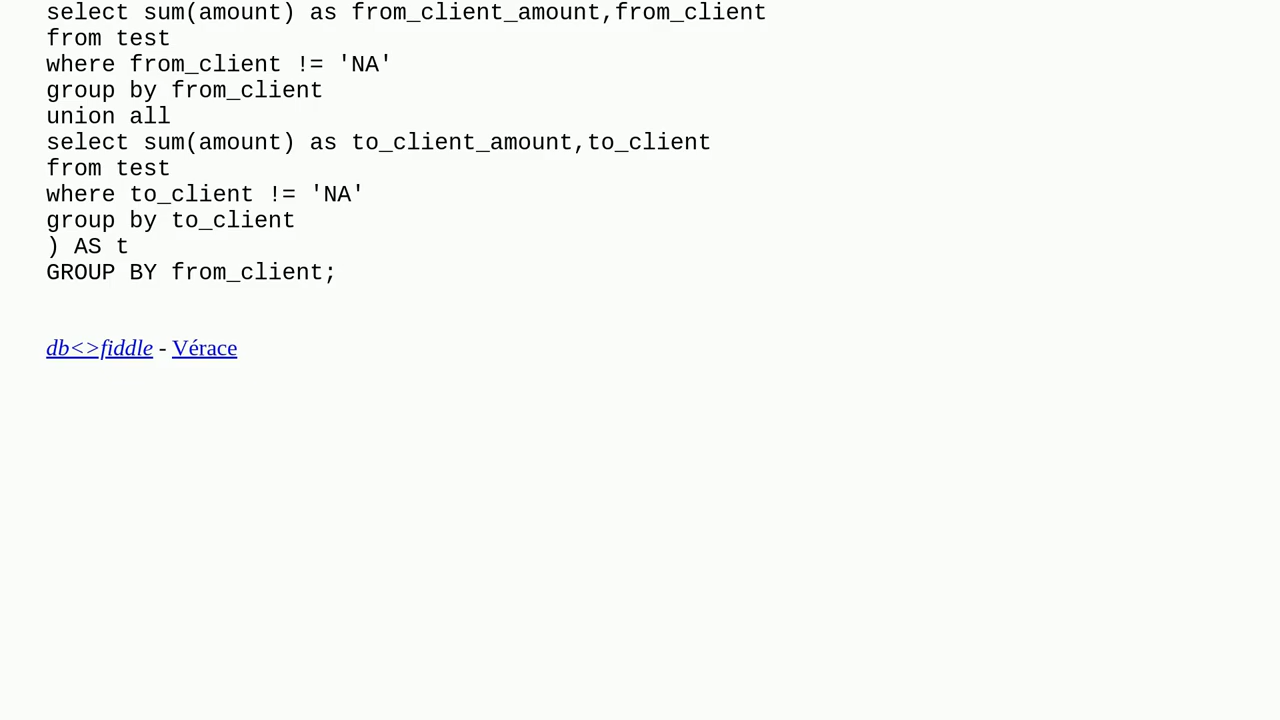 select sum(amount) as from_client_amount,from_client
from test
where from_client != 'NA'
group by from_client
union all
select sum(amount) as to_client_amount,to_client
from test
where to_client != 'NA'
group by to_client
) AS t
GROUP BY from_client;
db<>fiddle - Vérace